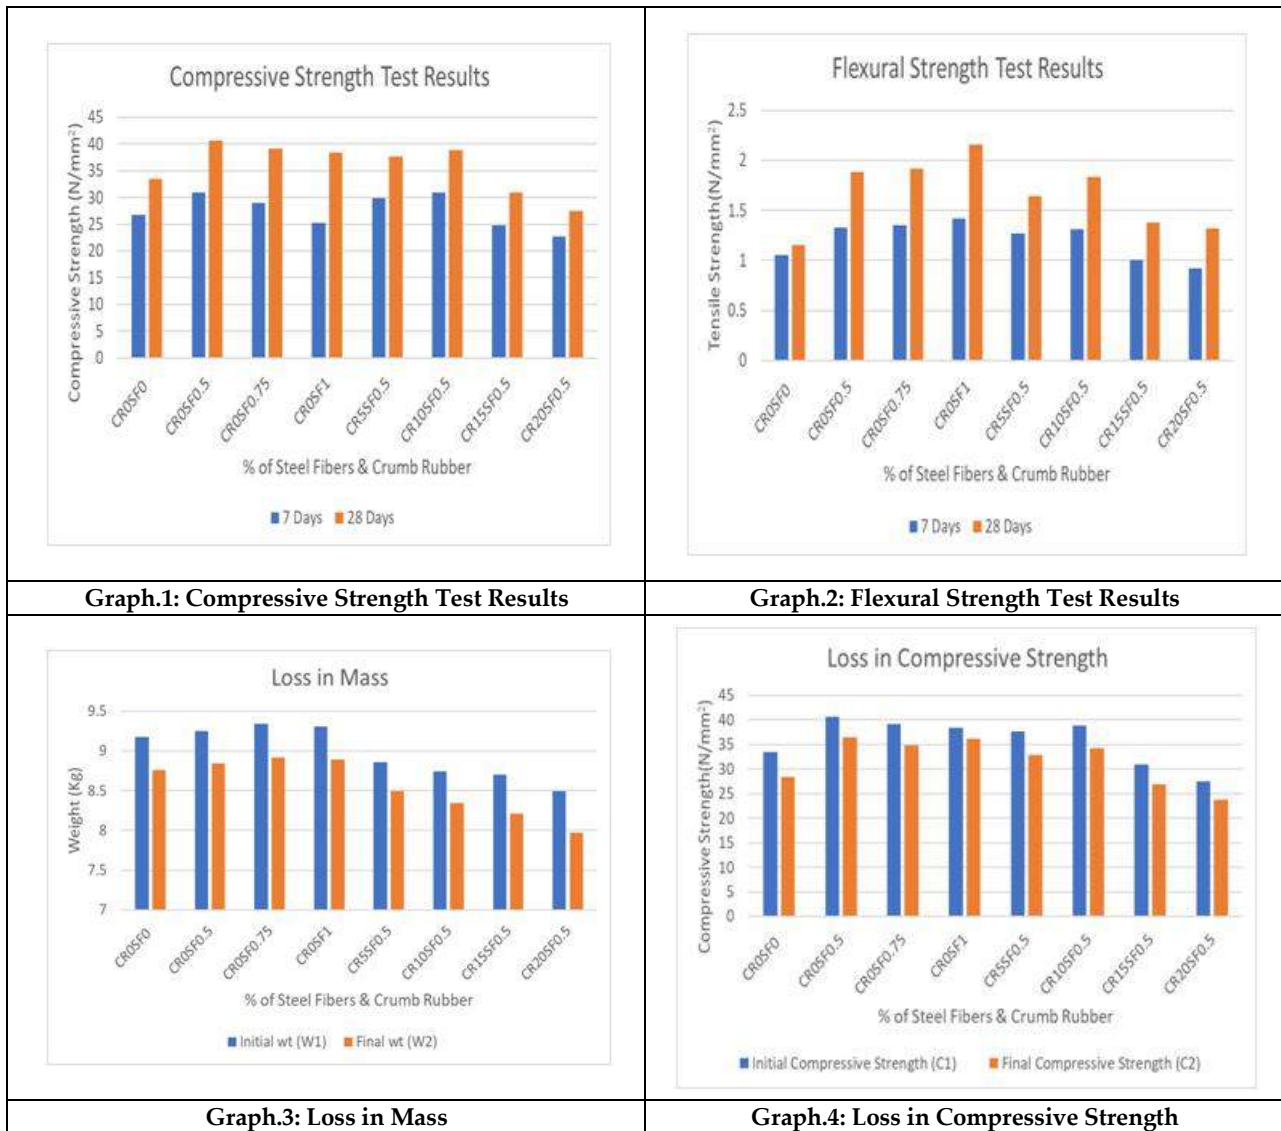 Compressive Strength Test Results
Compressive Strength (N/mm²)
45
40
35
30
25
20
15
10
5
0
CR0SF0
CR0SF0.5
CR0SF0.75
CR0SF1
CR5SF0.5
CR10SF0.5
CR15SF0.5
CR20SF0.5
% of Steel Fibers & Crumb Rubber
7 Days 28 Days
Graph.1: Compressive Strength Test Results
Flexural Strength Test Results
Tensile Strength(N/mm²)
2.5
2
1.5
1
0.5
0
CR0SF0
CR0SF0.5
CR0SF0.75
CR0SF1
CR5SF0.5
CR10SF0.5
CR15SF0.5
CR20SF0.5
% of Steel Fibers & Crumb Rubber
7 Days 28 Days
Graph.2: Flexural Strength Test Results
Loss in Mass
Weight (Kg)
9.5
9
8.5
8
7.5
7
CR0SF0
CR0SF0.5
CR0SF0.75
CR0SF1
CR5SF0.5
CR10SF0.5
CR15SF0.5
CR20SF0.5
% of Steel Fibers & Crumb Rubber
Initial wt (W1) Final wt (W2)
Graph.3: Loss in Mass
Loss in Compressive Strength
Compressive Strength(N/mm²)
45
40
35
30
25
20
15
10
5
0
CR0SF0
CR0SF0.5
CR0SF0.75
CR0SF1
CR5SF0.5
CR10SF0.5
CR15SF0.5
CR20SF0.5
% of Steel Fibers & Crumb Rubber
Initial Compressive Strength (C1) Final Compressive Strength (C2)
Graph.4: Loss in Compressive Strength